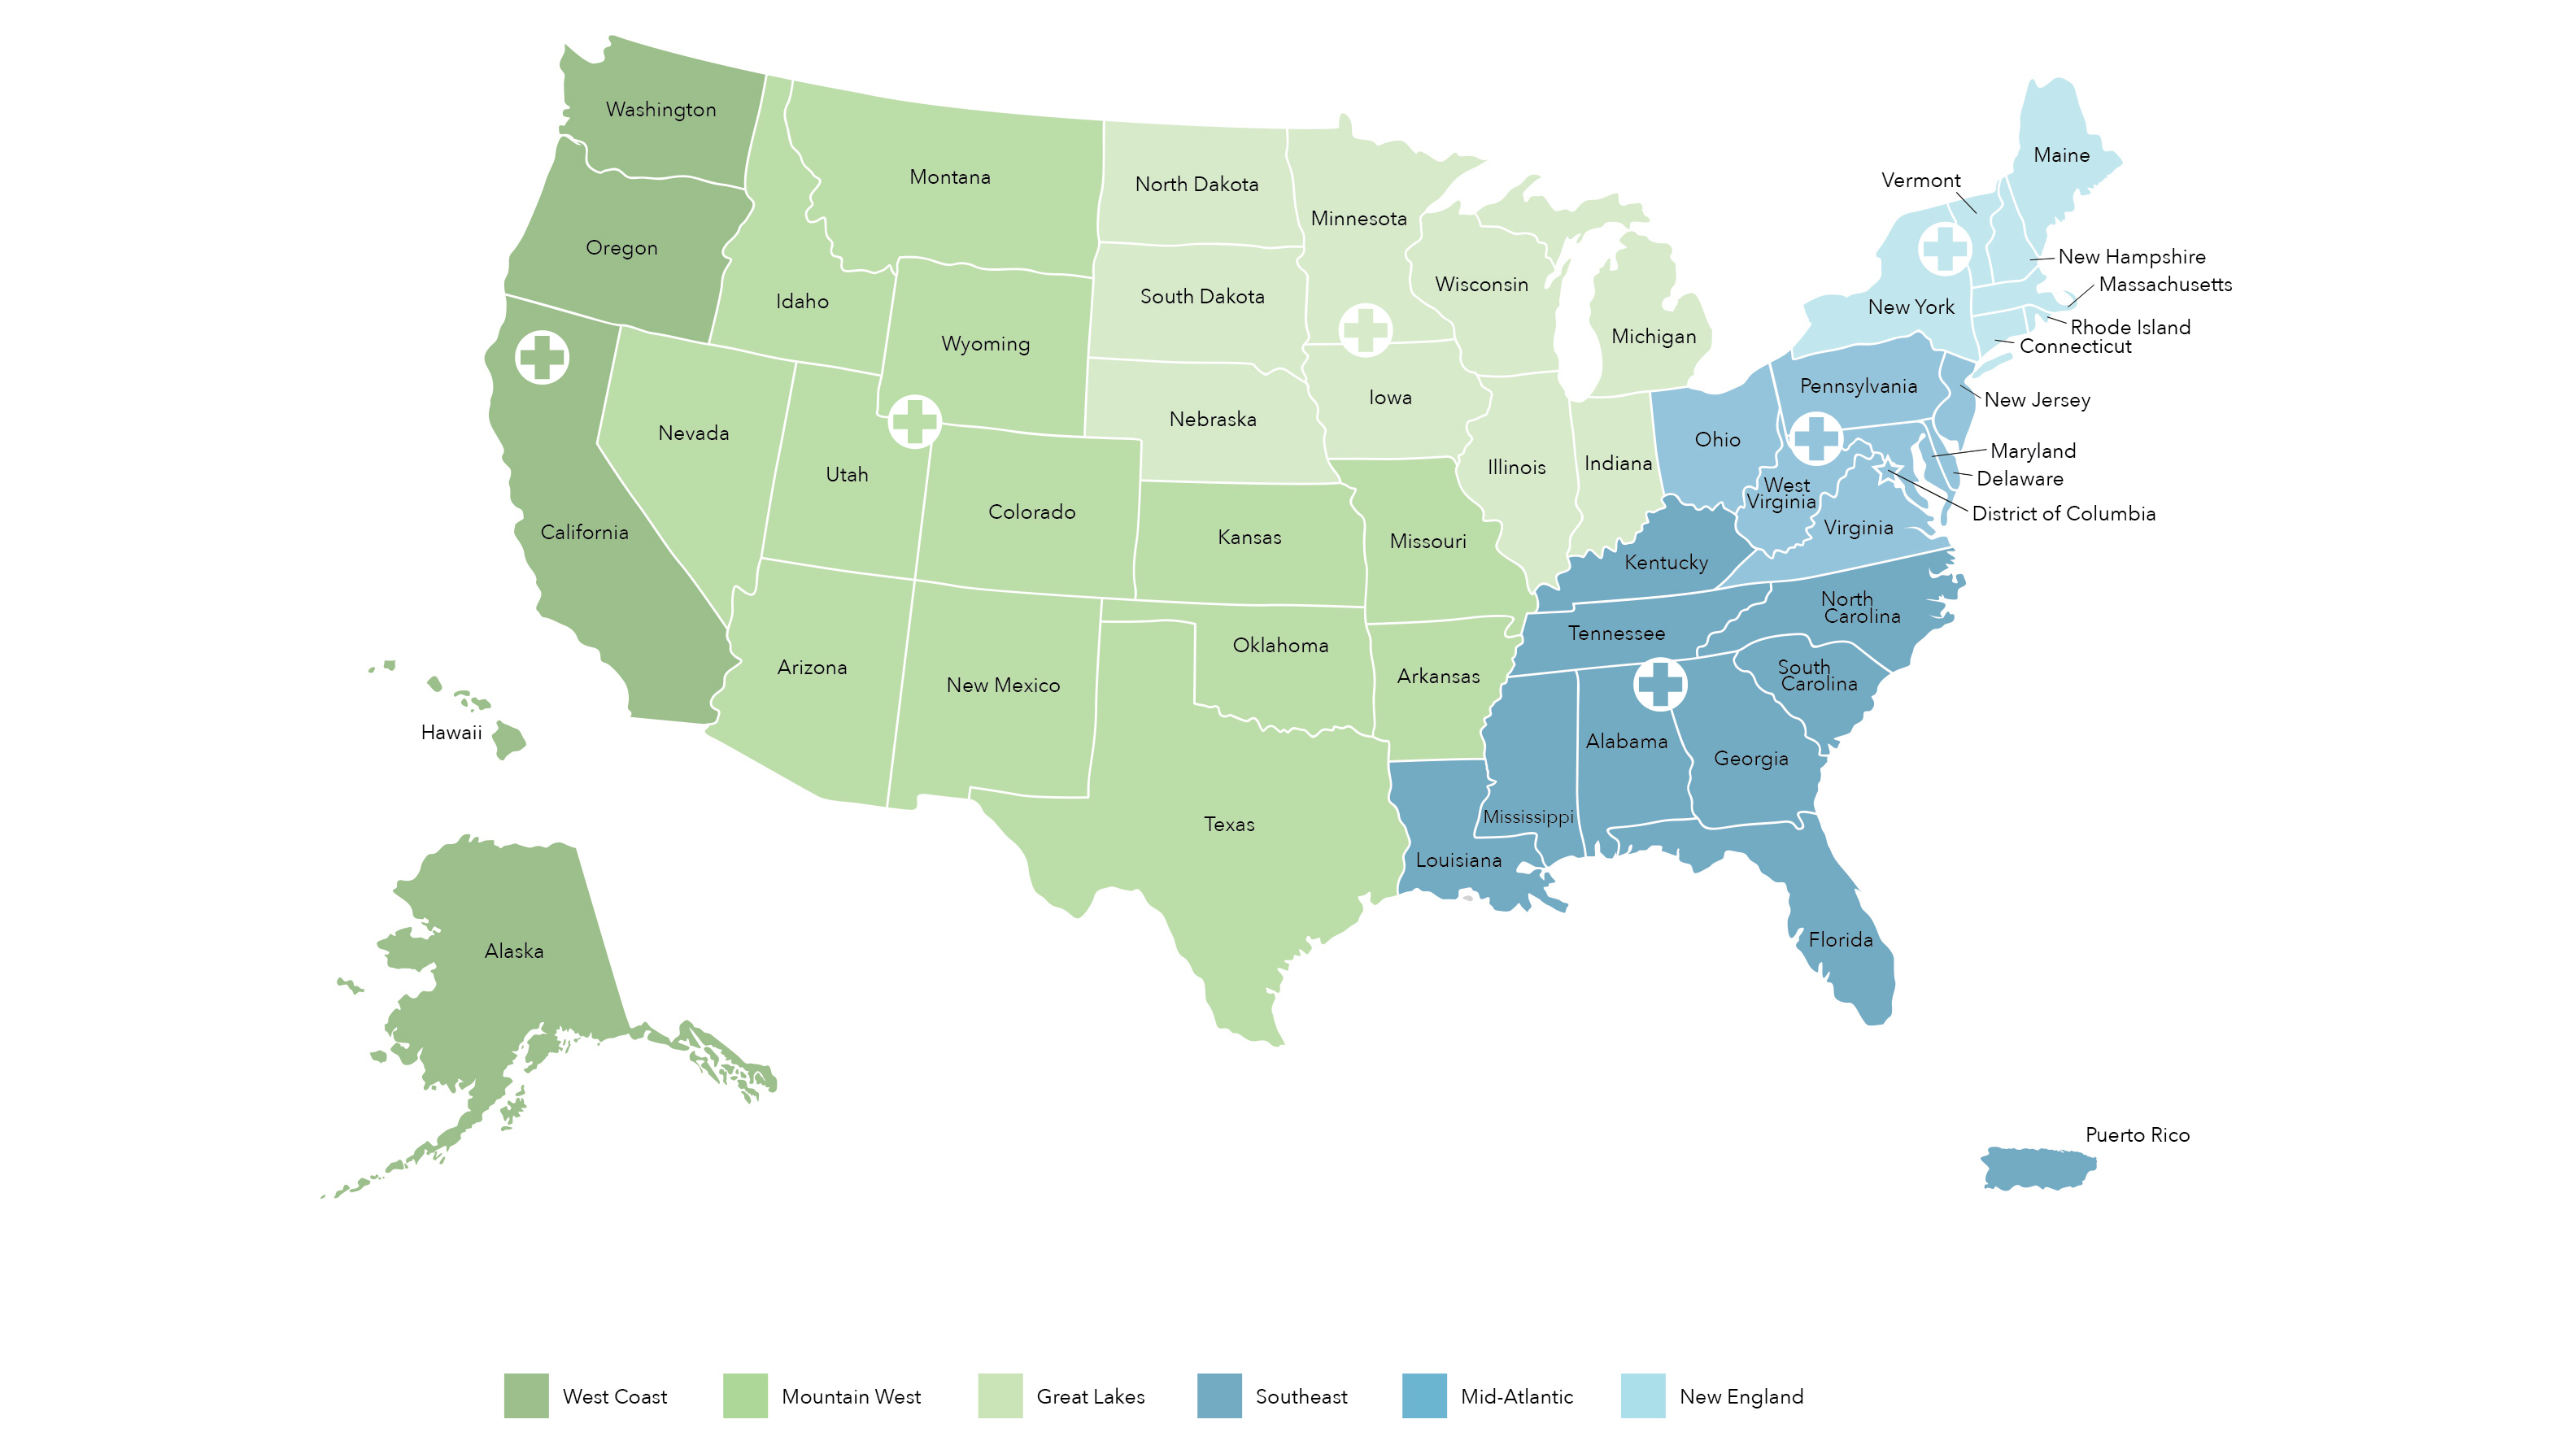 Washington
Maine
Montana
Vermont
North Dakota
Minnesota
Oregon
New Hampshire
Wisconsin
Massachusetts
South Dakota
Idaho
New York
Rhode Island
Michigan
Wyoming
Connecticut
Pennsylvania
Iowa
New Jersey
Nebraska
Nevada
Ohio
Maryland
Indiana
Illinois
Utah
Delaware
West
Virginia
Colorado
District of Columbia
Virginia
California
Kansas
Missouri
Kentucky
North
Carolina
Tennessee
Oklahoma
Arizona
South
Carolina
Arkansas
New Mexico
Hawaii
Alabama
Georgia
Mississippi
Texas
Louisiana
Florida
Alaska
Puerto Rico
West Coast
Mountain West
Great Lakes
Southeast
Mid-Atlantic
New England